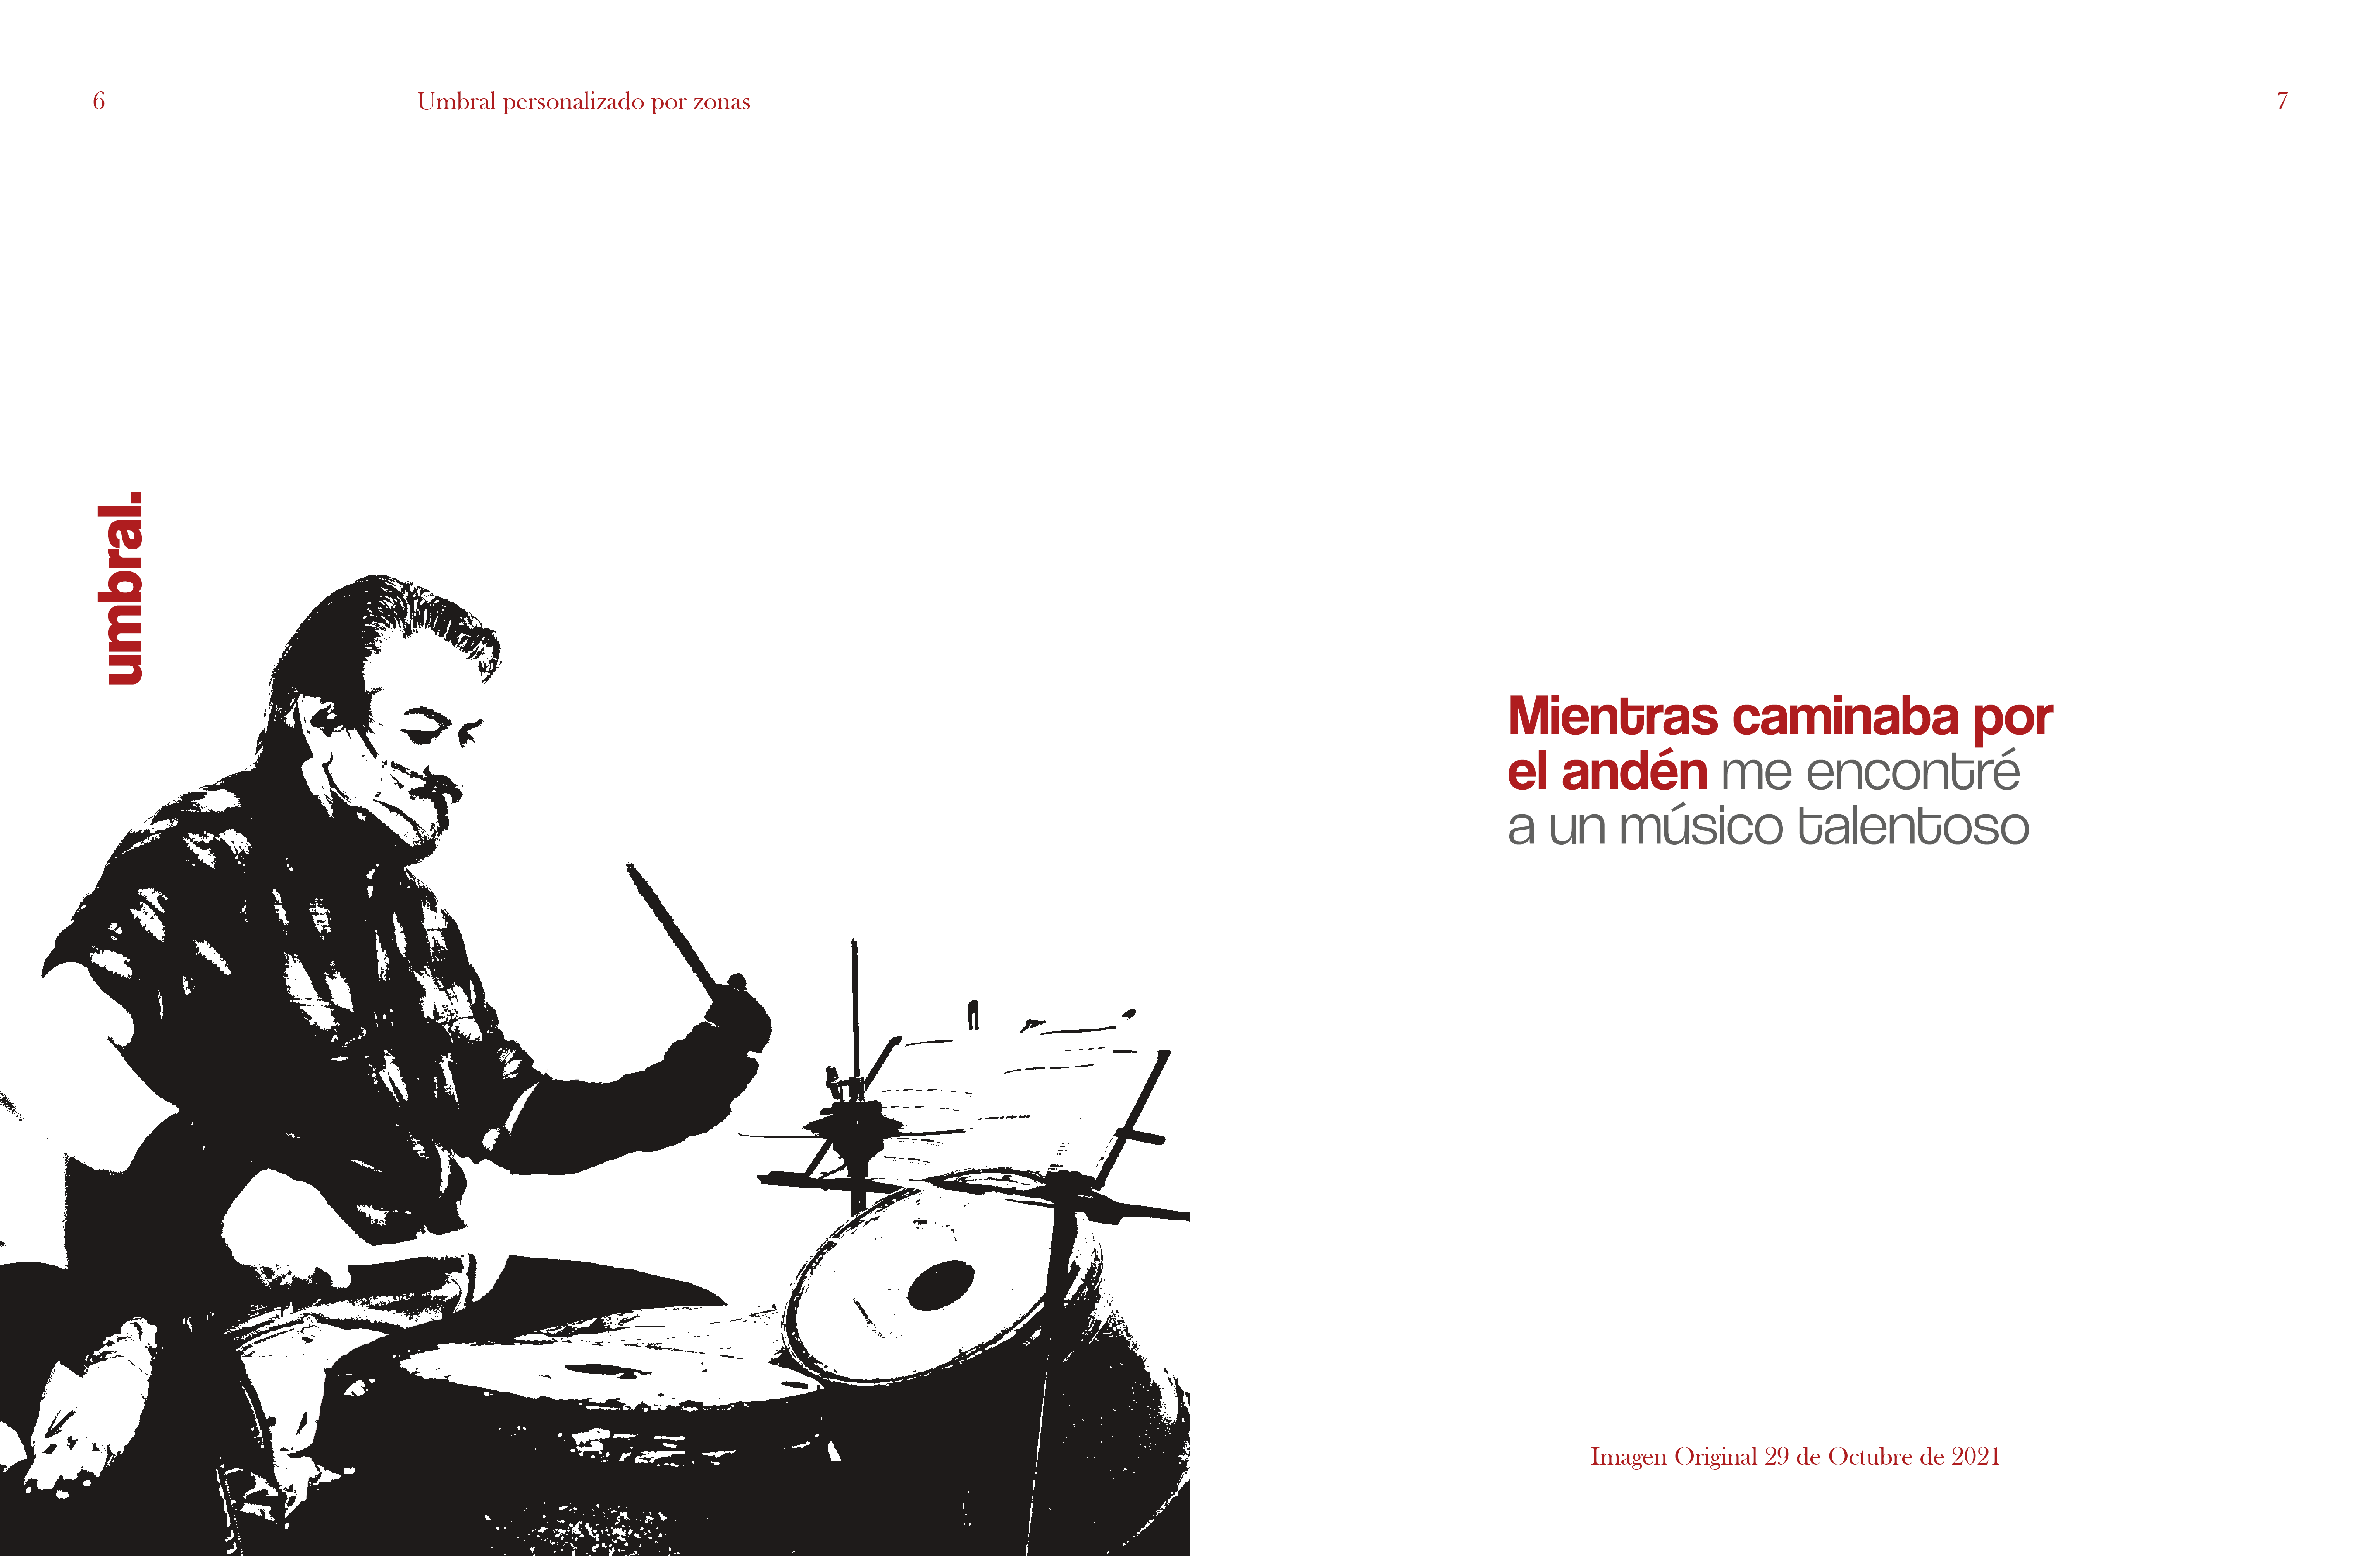 6
Umbral personalizado por zonas
7
umbral.
Mientras caminaba por
el andén me encontré
a un músico talentoso
Imagen Original 29 de Octubre de 2021